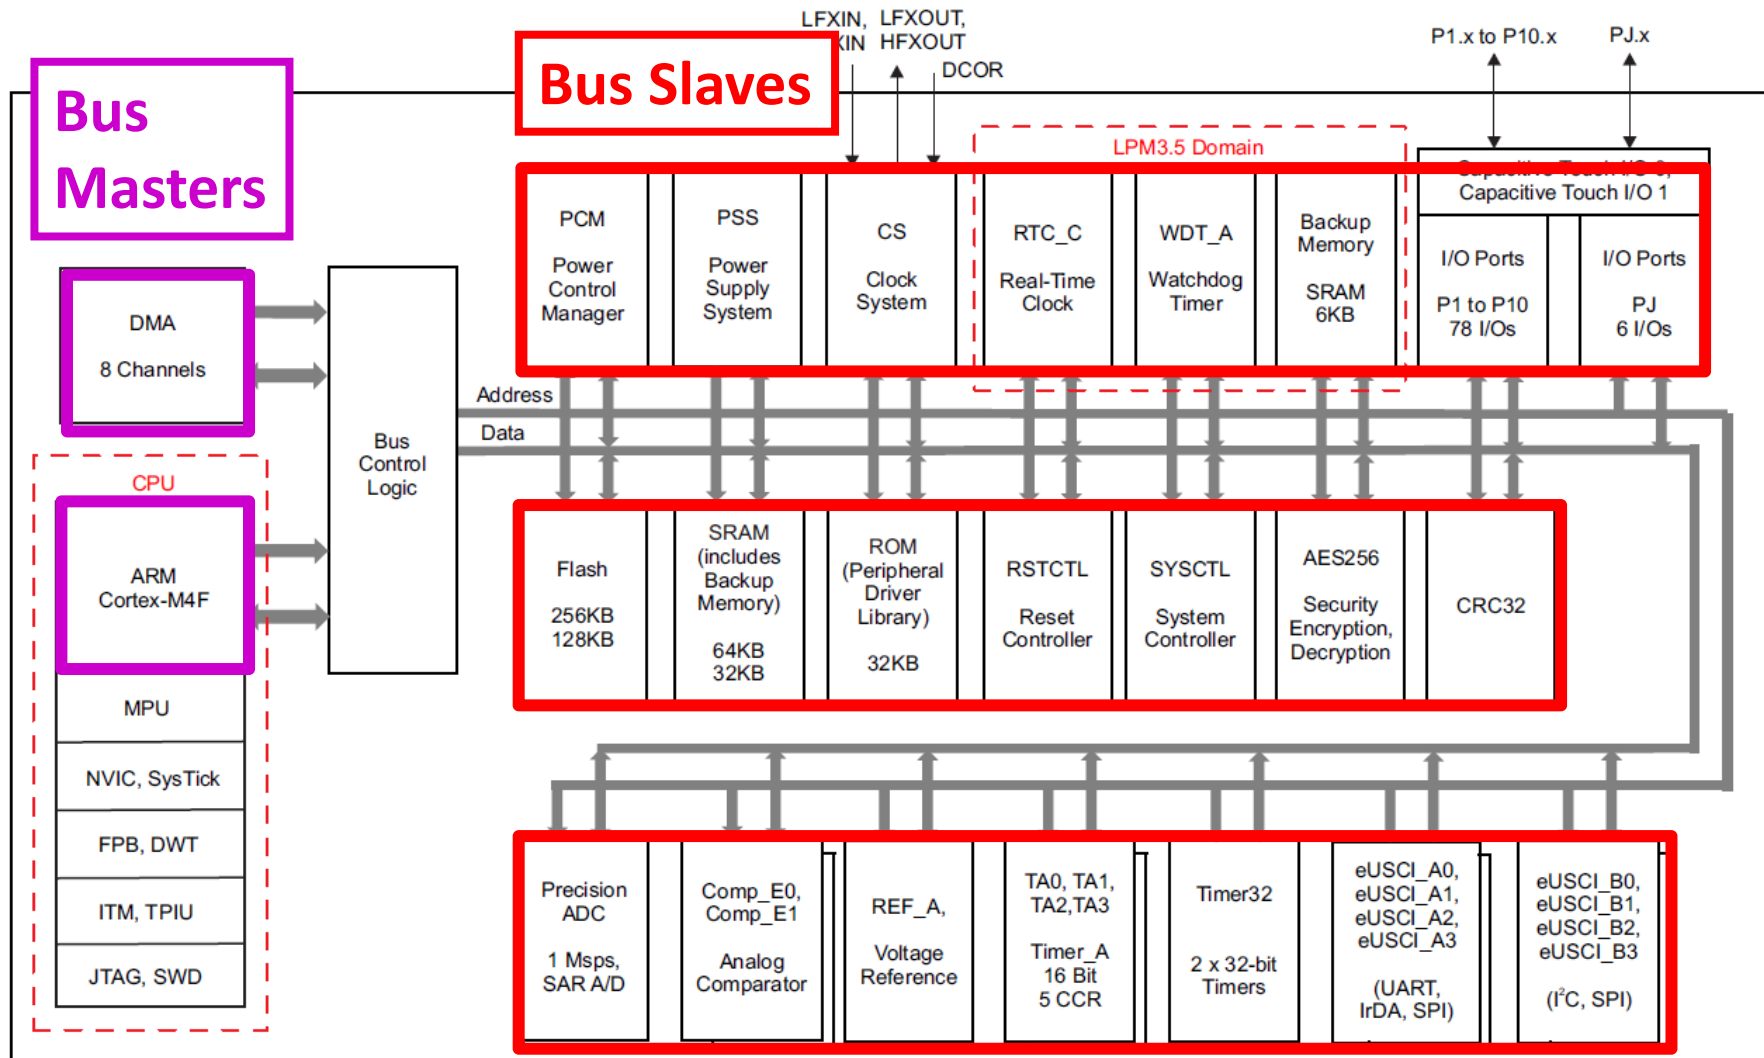 LFXIN, LFXOUT,
XIN HFXOUT
DCOR
P1.x to P10.x
PJ.x
Bus
Masters
Bus Slaves
LPM3.5 Domain
Capacitive Touch I/O 0,
Capacitive Touch I/O 1
PCM
Power
Control
Manager
PSS
Power
Supply
System
CS
Clock
System
RTC_C
Real-Time
Clock
WDT_A
Watchdog
Timer
Backup
Memory
SRAM
6KB
I/O Ports
P1 to P10
78 I/Os
I/O Ports
PJ
6 I/Os
DMA
8 Channels
Address
Data
Bus
Control
Logic
CPU
ARM
Cortex-M4F
MPU
NVIC, SysTick
FPB, DWT
ITM, TPIU
JTAG, SWD
Flash
256KB
128KB
SRAM
(includes
Backup
Memory)
64KB
32KB
ROM
(Peripheral
Driver
Library)
32KB
RSTCTL
Reset
Controller
SYSCTL
System
Controller
AES256
Security
Encryption,
Decryption
CRC32
Precision
ADC
1 Msps,
SAR A/D
Comp_E0,
Comp_E1
Analog
Comparator
REF_A,
Voltage
Reference
TA0, TA1,
TA2,TA3
Timer_A
16 Bit
5 CCR
Timer32
2 x 32-bit
Timers
eUSCI_A0,
eUSCI_A1,
eUSCI_A2,
eUSCI_A3
(UART,
IrDA, SPI)
eUSCI_B0,
eUSCI_B1,
eUSCI_B2,
eUSCI_B3
(I²C, SPI)